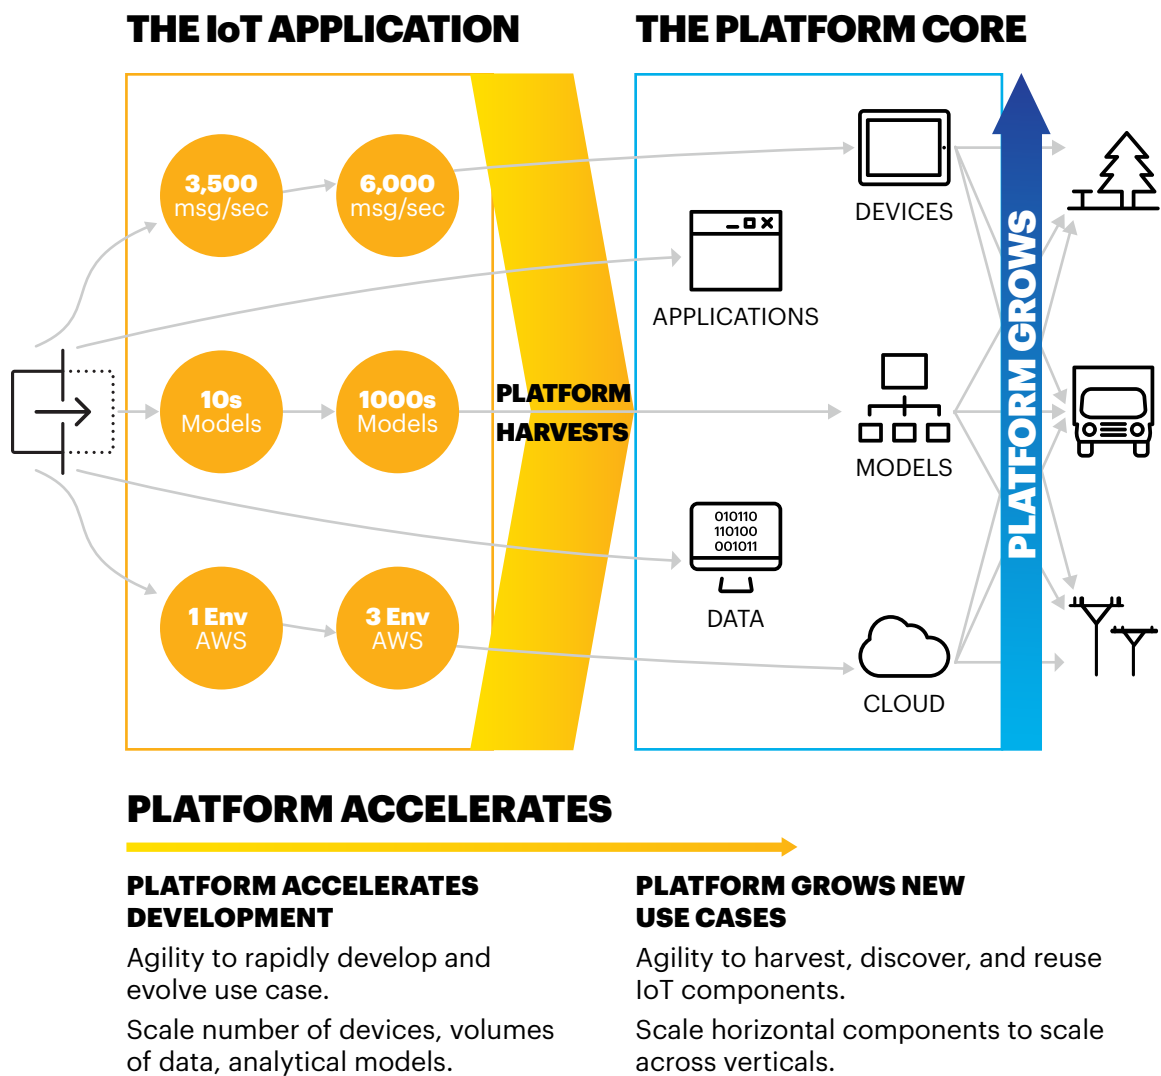 THE IoT APPLICATION
THE PLATFORM CORE
3,500
msg/sec
6,000
msg/sec
DEVICES
APPLICATIONS
10s
Models
1000s
Models
PLATFORM
HARVESTS
MODELS
PLATFORM GROWS
010110
110100
001011
DATA
1 Env
AWS
3 Env
AWS
CLOUD
PLATFORM ACCELERATES
PLATFORM ACCELERATES
DEVELOPMENT
Agility to rapidly develop and
evolve use case.
Scale number of devices, volumes
of data, analytical models.
PLATFORM GROWS NEW
USE CASES
Agility to harvest, discover, and reuse
IoT components.
Scale horizontal components to scale
across verticals.